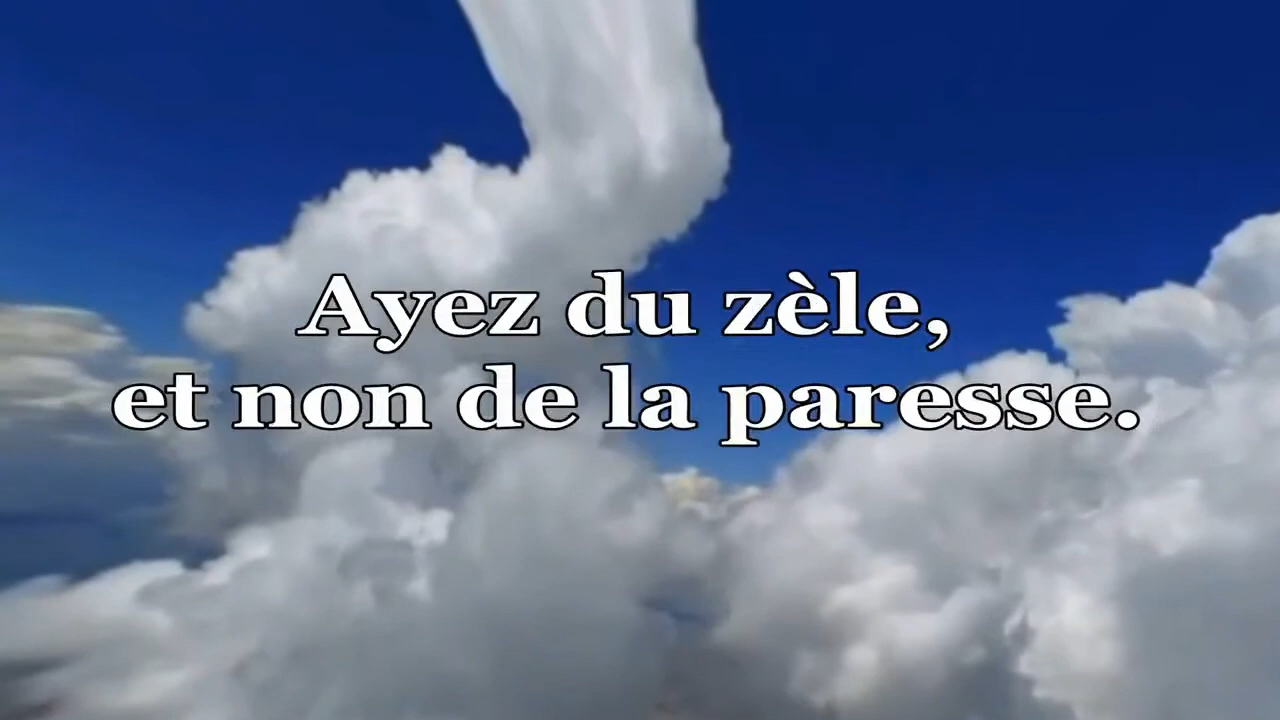 Ayez du zèle,
et non de la paresse.